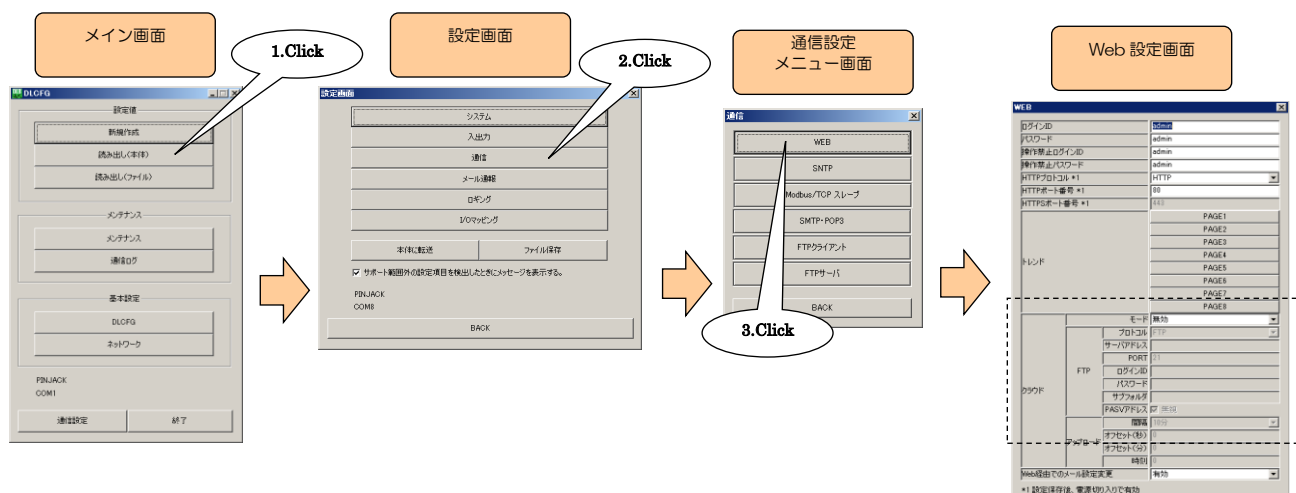 メイン画面
1.Click
DLCFG
設定値
新規作成
読み出し(本体)
読み出し(ファイル)
メンテナンス
メンテナンス
通信ログ
基本設定
DLCFG
ネットワーク
PINJACK
COM1
通信設定
終了
設定画面
2.Click
設定画面
システム
入出力
通信
メール通報
ロギング
I/Oマッピング
本体に転送
ファイル保存
サポート範囲外の設定項目を検出したときにメッセージを表示する。
PINJACK
COM8
BACK
通信設定
メニュー画面
通信
WEB
SNTP
Modbus/TCP スレーブ
SMTP・POP3
FTPクライアント
FTPサーバ
BACK
3.Click
Web 設定画面
WEB
ログインID admin
パスワード admin
操作禁止ログインID admin
操作禁止パスワード admin
HTTPプロトコル *1 HTTP
HTTPポート番号 *1 80
HTTPSポート番号 *1 443
トレンド
PAGE1
PAGE2
PAGE3
PAGE4
PAGE5
PAGE6
PAGE7
PAGE8
クラウド
モード 無効
FTP
プロトコル FTP
サーバアドレス
PORT 21
ログインID
パスワード
サブフォルダ
PASVアドレス 無視
アップロード
間隔 10分
オフセット(秒) 0
オフセット(分) 0
時刻 0
Web経由でのメール設定変更 有効
*1 設定保存後、電源切り入りで有効